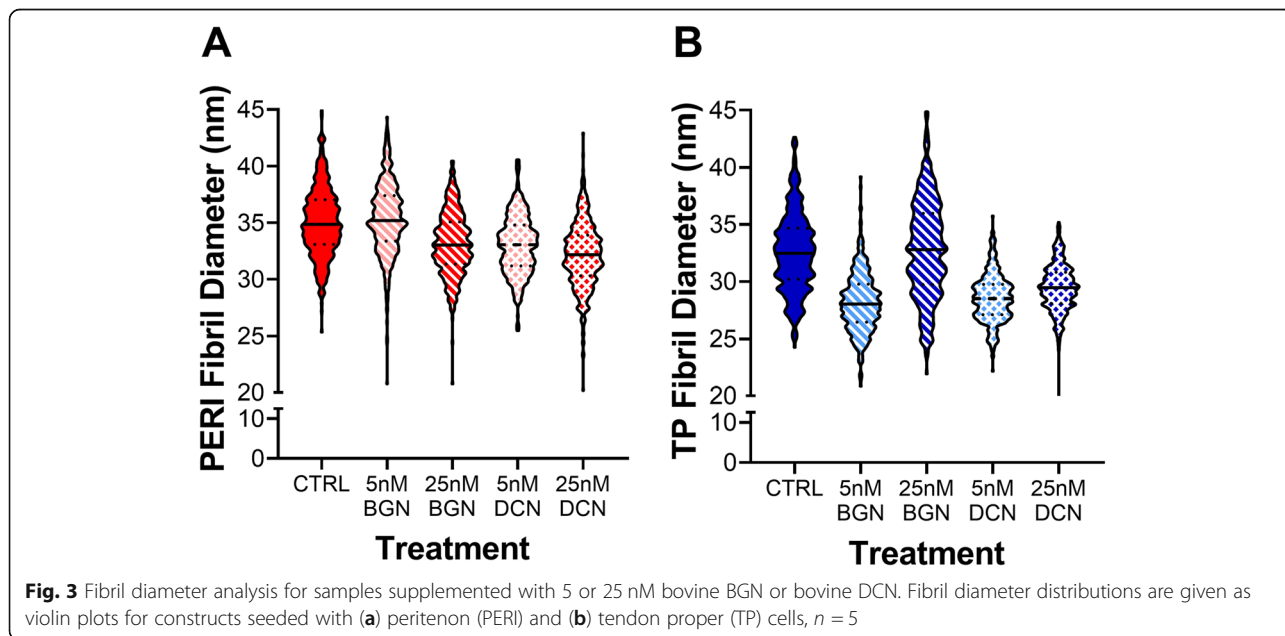 A
PERI Fibril Diameter (nm)
45
40
35
30
25
20
10
0
CTRL
5nM
BGN
25nM
BGN
5nM
DCN
25nM
DCN
Treatment
B
TP Fibril Diameter (nm)
45
40
35
30
25
20
10
0
CTRL
5nM
BGN
25nM
BGN
5nM
DCN
25nM
DCN
Treatment
Fig. 3 Fibril diameter analysis for samples supplemented with 5 or 25 nM bovine BGN or bovine DCN. Fibril diameter distributions are given as
violin plots for constructs seeded with (a) peritenon (PERI) and (b) tendon proper (TP) cells, n = 5